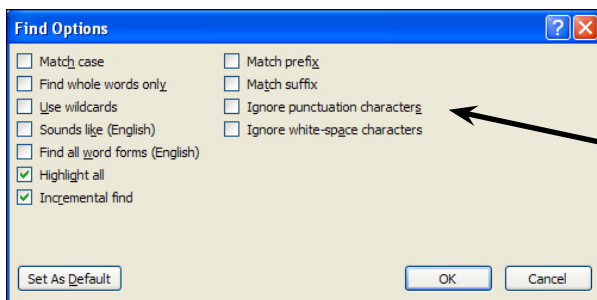 Find Options
Match case
Find whole words only
Use wildcards
Sounds like (English)
Find all word forms (English)
Highlight all
Incremental find
Match prefix
Match suffix
Ignore punctuation characters
Ignore white-space characters
Set As Default
OK
Cancel